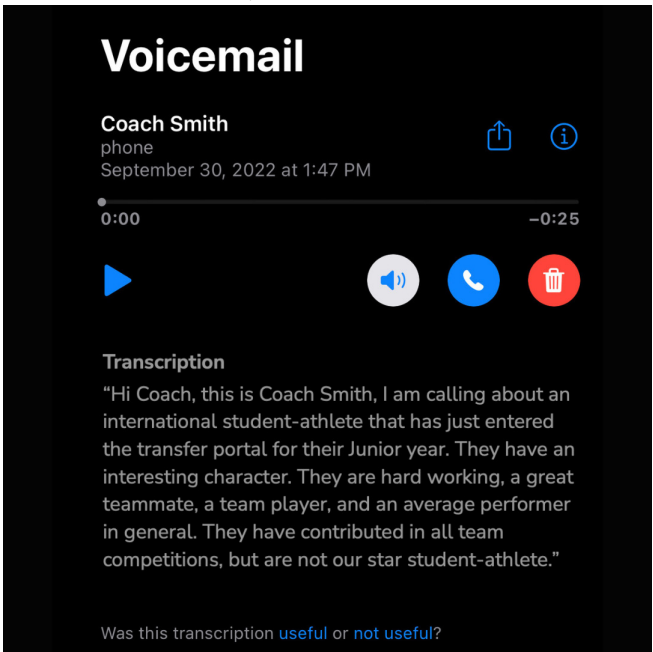 Voicemail
Coach Smith
phone
September 30, 2022 at 1:47 PM
0:00 −0:25
Transcription
“Hi Coach, this is Coach Smith, I am calling about an
international student-athlete that has just entered
the transfer portal for their Junior year. They have an
interesting character. They are hard working, a great
teammate, a team player, and an average performer
in general. They have contributed in all team
competitions, but are not our star student-athlete.”
Was this transcription useful or not useful?